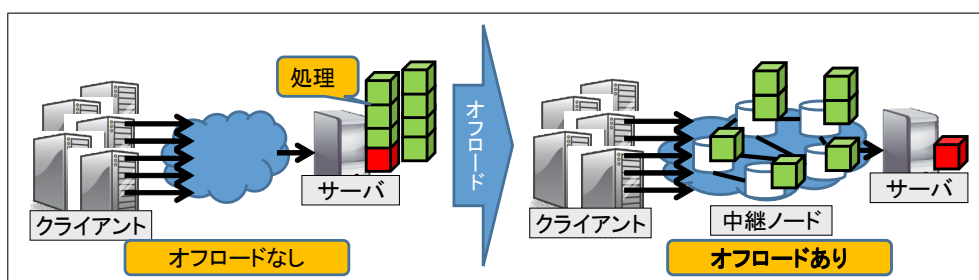 処理
サーバ
クライアント
オフロードなし
オフロード
クライアント
中継ノード
サーバ
オフロードあり